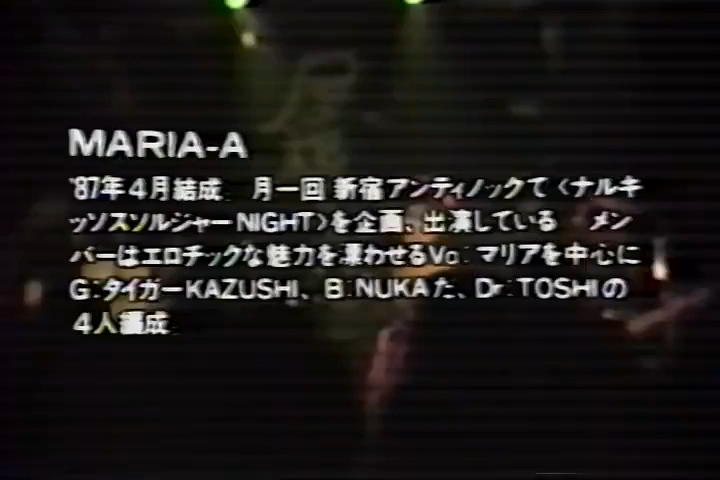 MARIA-A
'87年4月結成　月一回 新宿アンティノックで〈ナルキ
ッソスソルジャーNIGHT〉を企画、出演している　メン
バーはエロチックな魅力を漂わせるVo:マリアを中心に
G:タイガーKAZUSHI、B:NUKAた、Dr:TOSHIの
4人編成